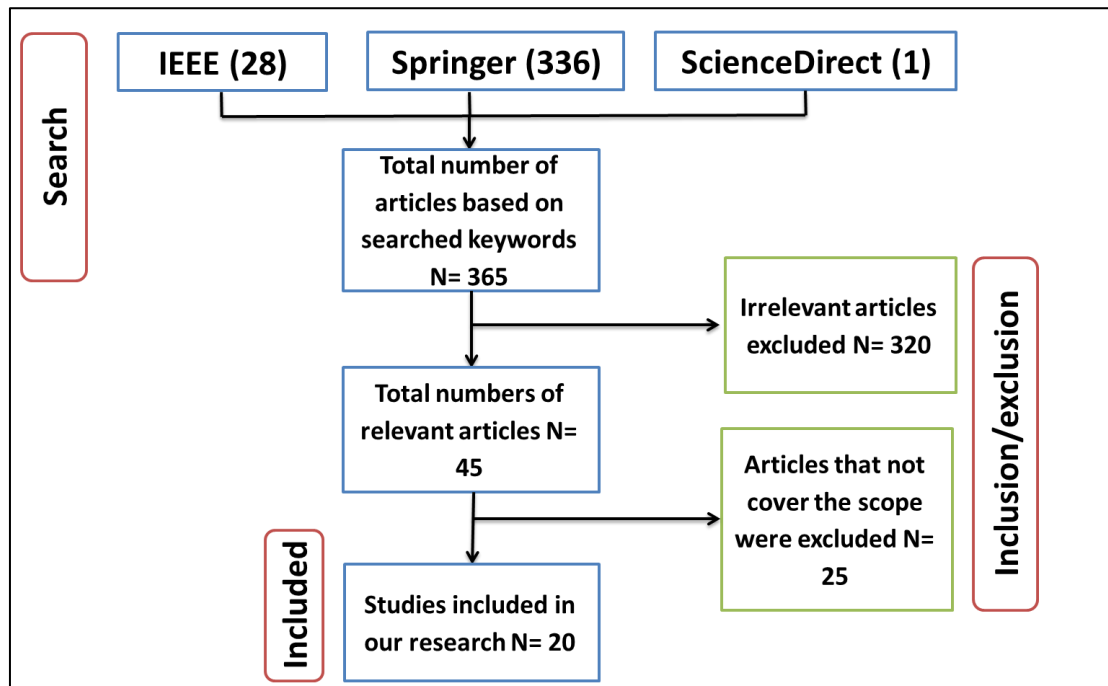 Search
IEEE (28)
Springer (336)
ScienceDirect (1)
Total number of
articles based on
searched keywords
N= 365
Inclusion/exclusion
Irrelevant articles
excluded N= 320
Total numbers of
relevant articles N=
45
Articles that not
cover the scope
were excluded N=
25
Included
Studies included in
our research N= 20